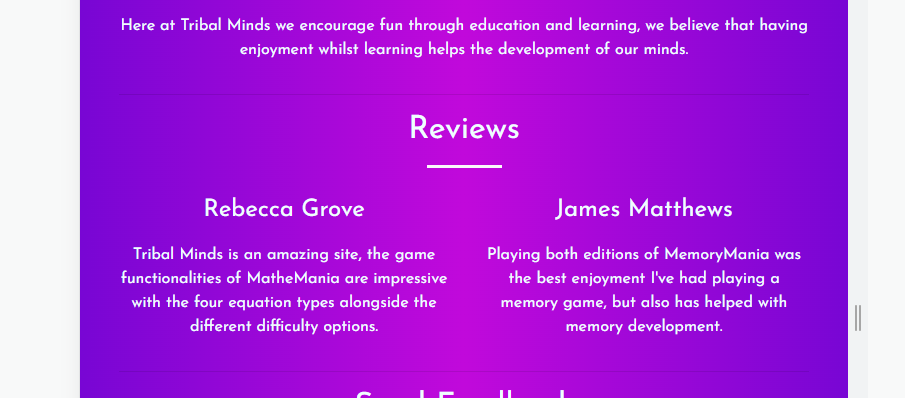 Here at Tribal Minds we encourage fun through education and learning, we believe that having
enjoyment whilst learning helps the development of our minds.
Reviews
Rebecca Grove
Tribal Minds is an amazing site, the game
functionalities of MatheMania are impressive
with the four equation types alongside the
different difficulty options.
James Matthews
Playing both editions of MemoryMania was
the best enjoyment I've had playing a
memory game, but also has helped with
memory development.